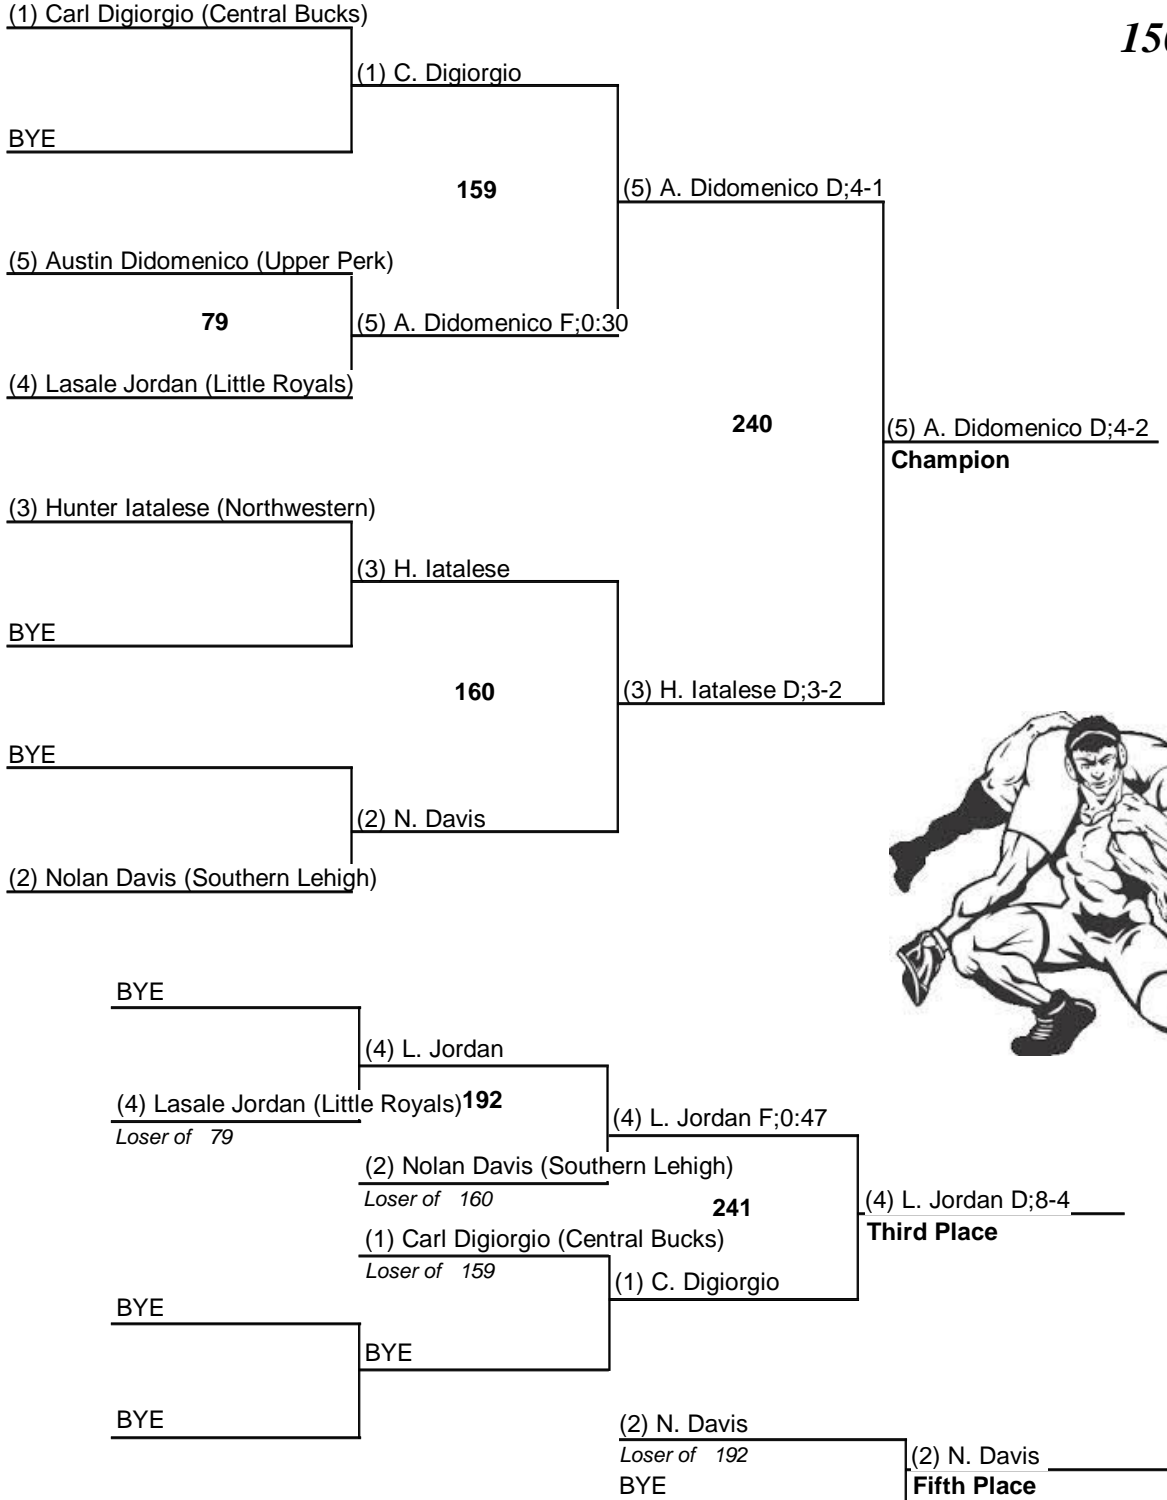 (1) Carl Digiorgio (Central Bucks)
150
(1) C. Digiorgio
BYE
159
(5) A. Didomenico D;4-1
(5) Austin Didomenico (Upper Perk)
79
(5) A. Didomenico F;0:30
(4) Lasale Jordan (Little Royals)
240
(5) A. Didomenico D;4-2
Champion
(3) Hunter Iatalese (Northwestern)
(3) H. Iatalese
BYE
160
(3) H. Iatalese D;3-2
BYE
(2) N. Davis
(2) Nolan Davis (Southern Lehigh)
BYE
(4) L. Jordan
(4) Lasale Jordan (Little Royals)
192
(4) L. Jordan F;0:47
Loser of 79
(2) Nolan Davis (Southern Lehigh)
Loser of 160
241
(4) L. Jordan D;8-4
Third Place
(1) Carl Digiorgio (Central Bucks)
Loser of 159
(1) C. Digiorgio
BYE
BYE
BYE
(2) N. Davis
Loser of 192
(2) N. Davis
BYE
Fifth Place